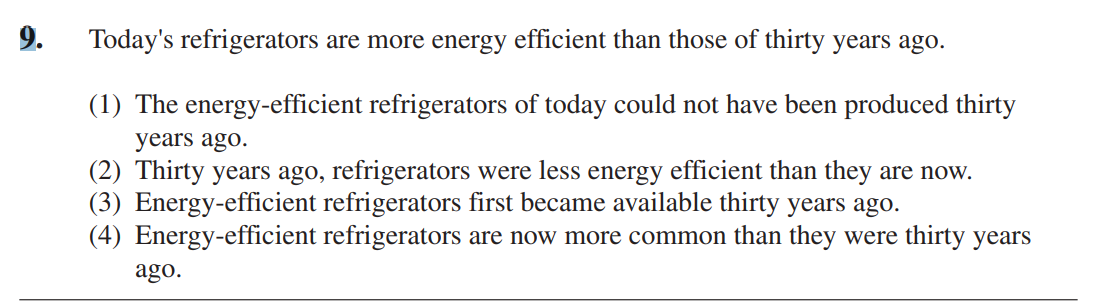 9. Today's refrigerators are more energy efficient than those of thirty years ago.
(1) The energy-efficient refrigerators of today could not have been produced thirty
years ago.
(2) Thirty years ago, refrigerators were less energy efficient than they are now.
(3) Energy-efficient refrigerators first became available thirty years ago.
(4) Energy-efficient refrigerators are now more common than they were thirty years
ago.